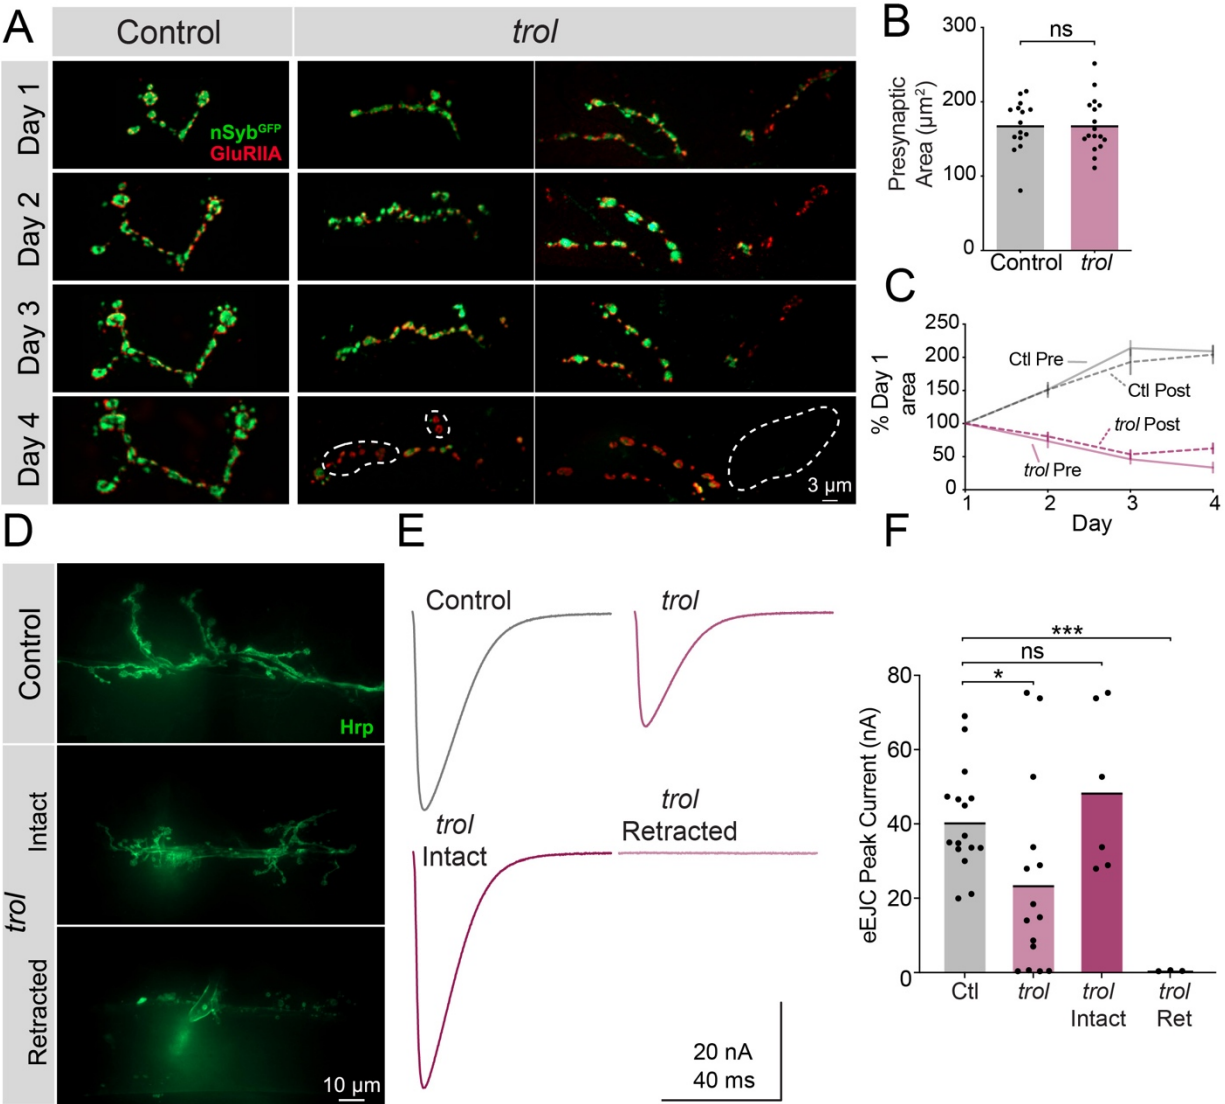 A
Control
trol
Day 1
nSybGFP
GluRIIA
Day 2
Day 3
Day 4
3 µm
B
Presynaptic
Area (µm²)
300
200
100
0
ns
Control
trol
C
% Day 1
area
250
200
150
100
50
0
Ctl Pre
Ctl Post
trol Post
trol Pre
1
2
3
4
Day
D
Control
Hrp
trol
Intact
Retracted
10 µm
E
Control
trol
trol
Intact
trol
Retracted
20 nA
40 ms
F
eEJC Peak Current (nA)
80
60
40
20
0
***
ns
*
Ctl
trol
trol
Intact
trol
Ret